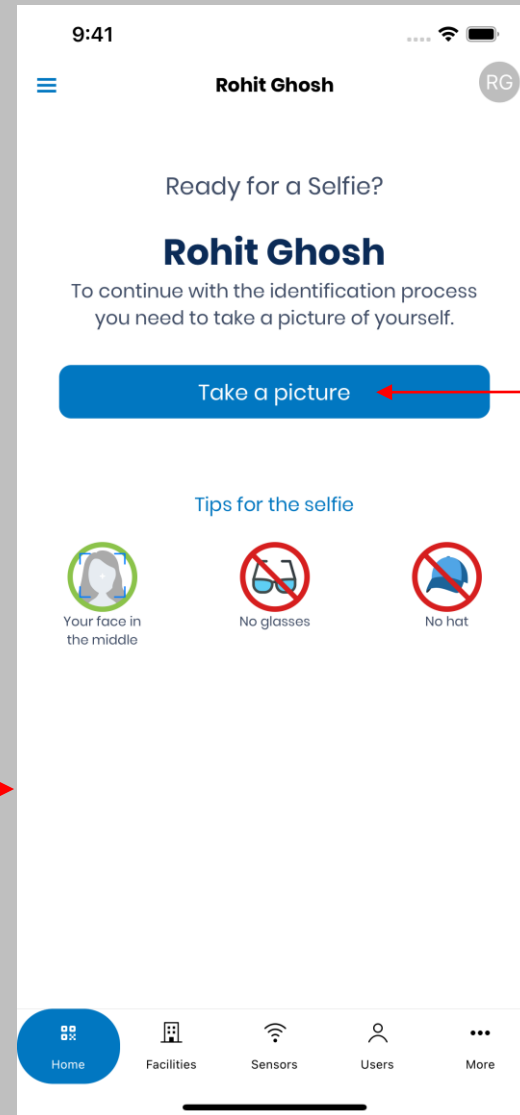 9:41
Rohit Ghosh
RG
Ready for a Selfie?
Rohit Ghosh
To continue with the identification process
you need to take a picture of yourself.
Take a picture
Tips for the selfie
Your face in
the middle
No glasses
No hat
Home
Facilities
Sensors
Users
More